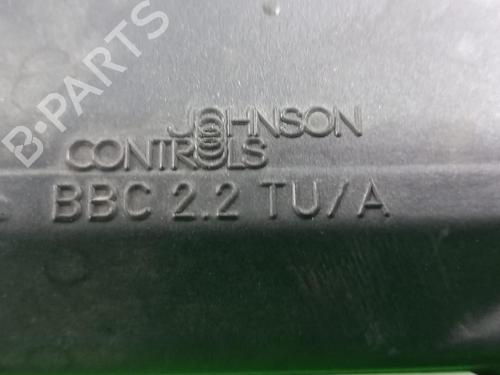 B-PARTS
JOHNSON
CONTROLS
BBC 2.2 TU/A